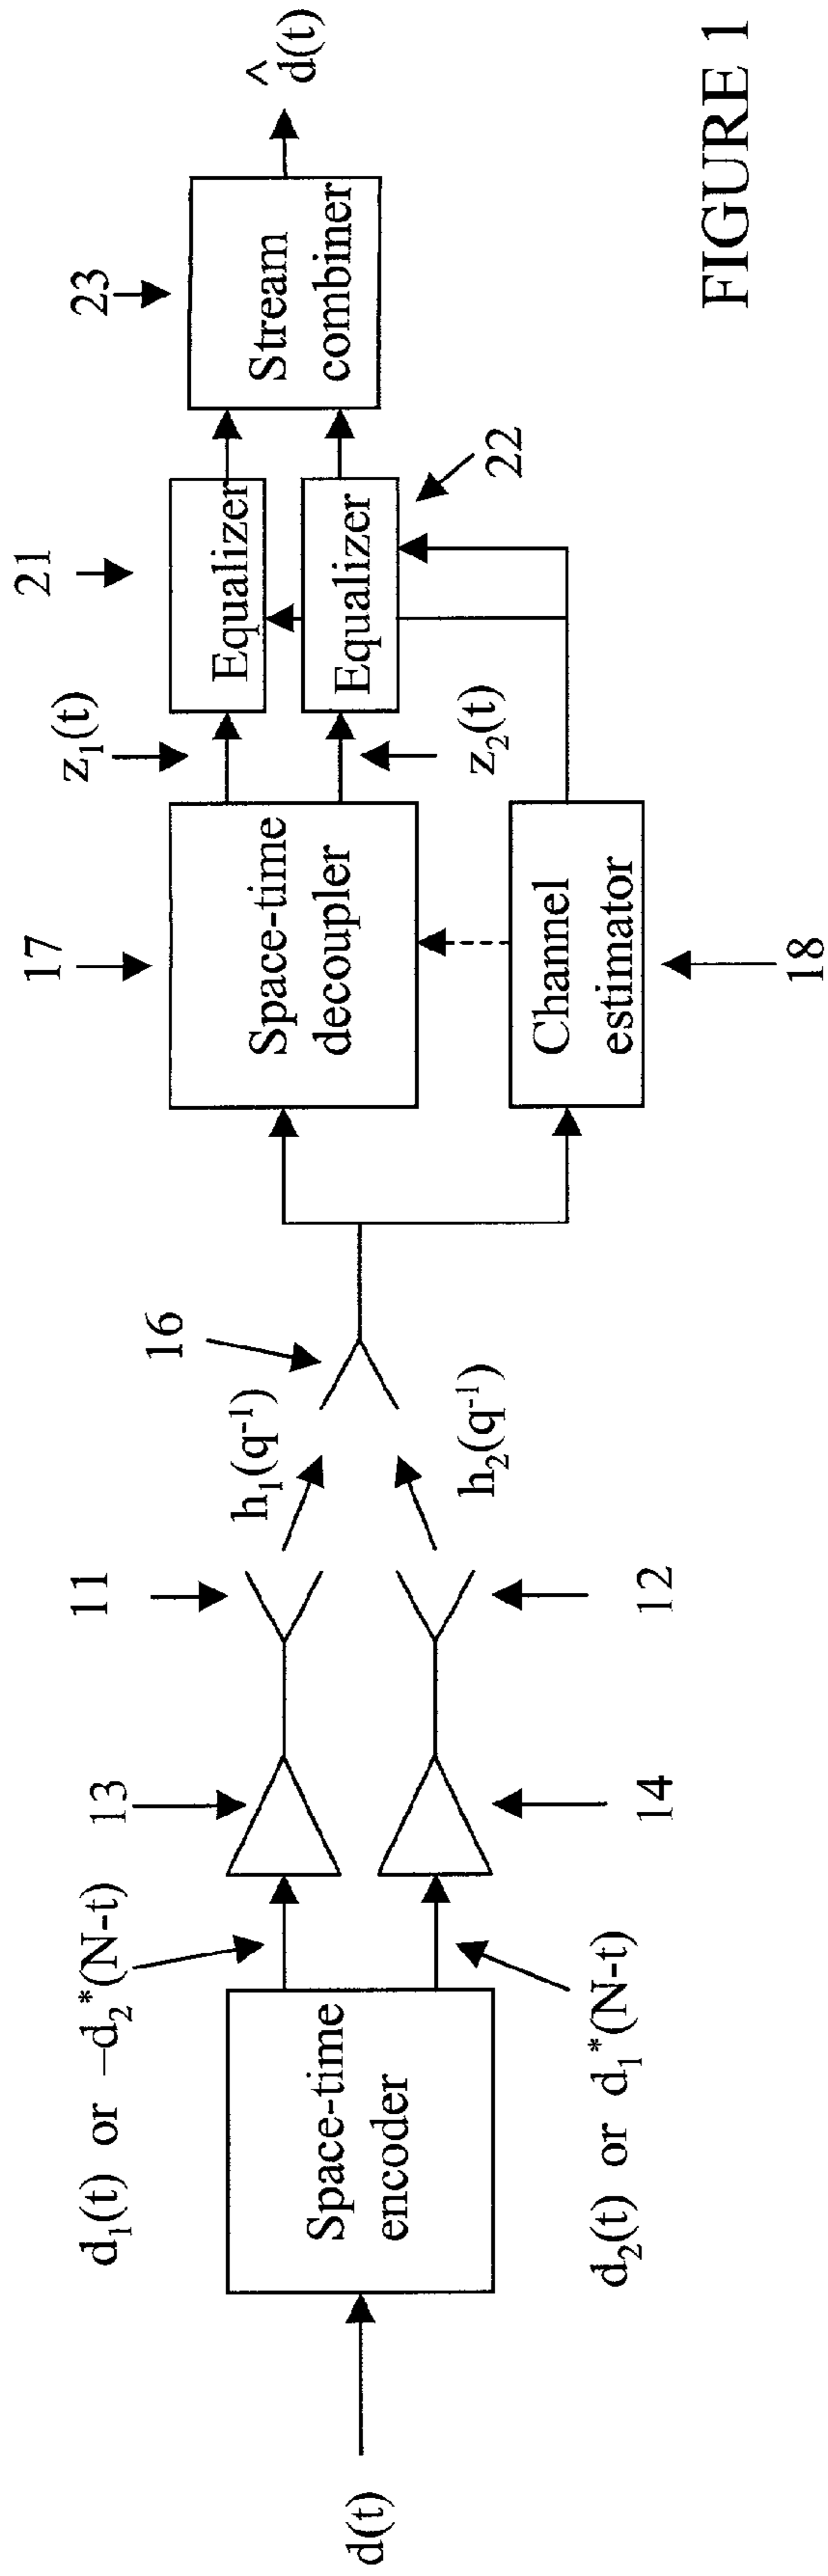 d(t)
Space-time
encoder
d₁(t) or –d₂*(N-t)
d₂(t) or d₁*(N-t)
13
14
11
12
h₁(q⁻¹)
h₂(q⁻¹)
16
17
Space-time
decoupler
Channel
estimator
18
z₁(t)
z₂(t)
21
Equalizer
Equalizer
22
23
Stream
combiner
^
d(t)
FIGURE 1